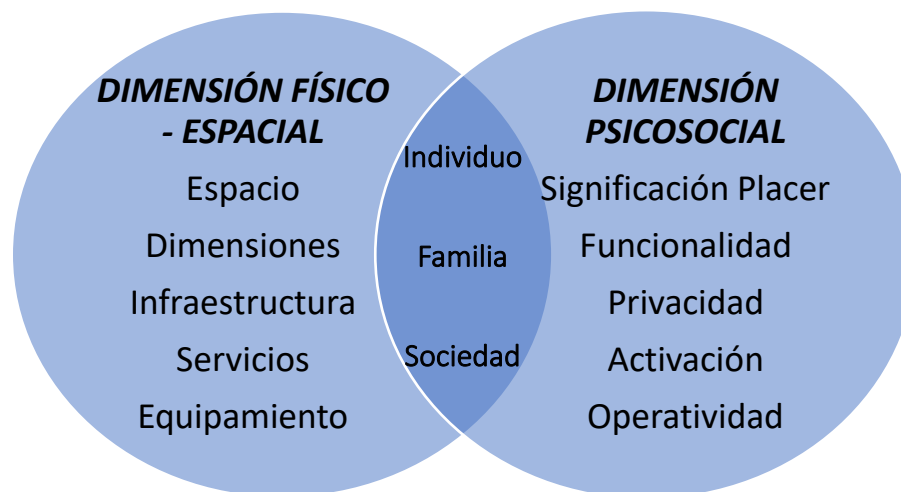 DIMENSIÓN FÍSICO
- ESPACIAL
Espacio
Dimensiones
Infraestructura
Servicios
Equipamiento
Individuo
Familia
Sociedad
DIMENSIÓN
PSICOSOCIAL
Significación Placer
Funcionalidad
Privacidad
Activación
Operatividad